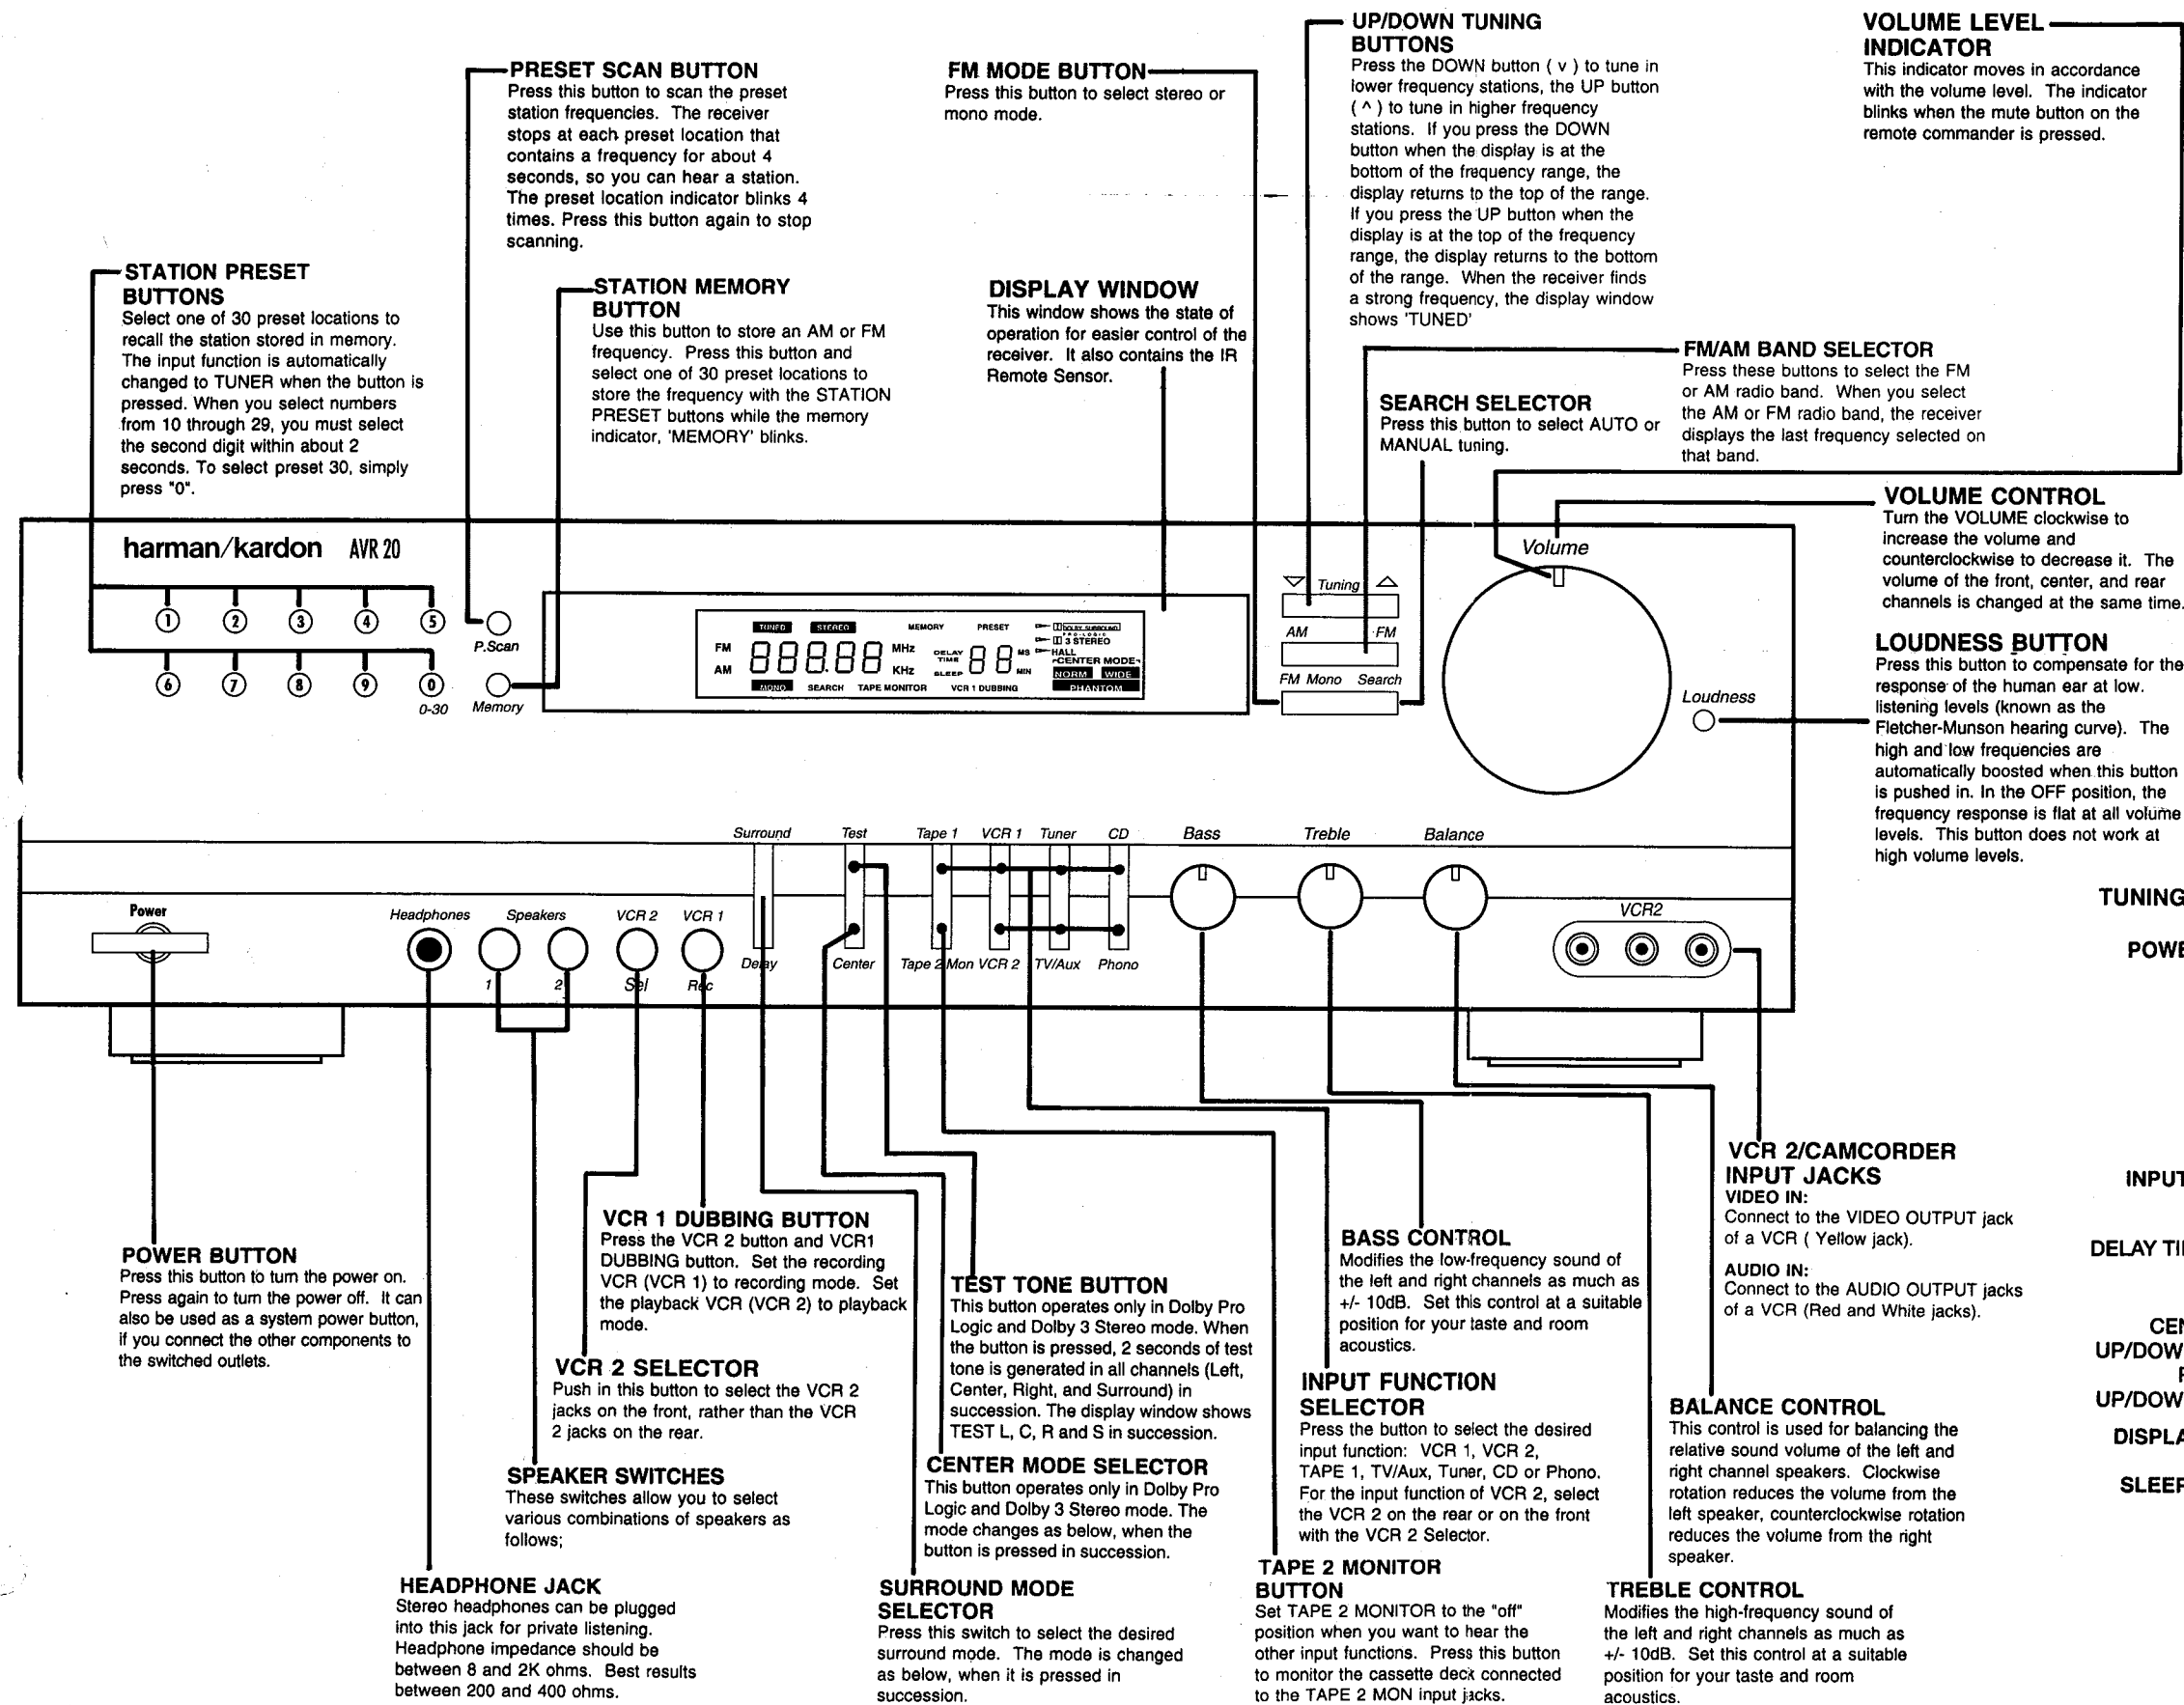 UP/DOWN TUNING
BUTTONS
Press the DOWN button ( v ) to tune in
lower frequency stations, the UP button
( ^ ) to tune in higher frequency
stations. If you press the DOWN
button when the display is at the
bottom of the frequency range, the
display returns to the top of the range.
If you press the UP button when the
display is at the top of the frequency
range, the display returns to the bottom
of the range. When the receiver finds
a strong frequency, the display window
shows 'TUNED'
VOLUME LEVEL
INDICATOR
This indicator moves in accordance
with the volume level. The indicator
blinks when the mute button on the
remote commander is pressed.
PRESET SCAN BUTTON
Press this button to scan the preset
station frequencies. The receiver
stops at each preset location that
contains a frequency for about 4
seconds, so you can hear a station.
The preset location indicator blinks 4
times. Press this button again to stop
scanning.
FM MODE BUTTON
Press this button to select stereo or
mono mode.
STATION PRESET
BUTTONS
Select one of 30 preset locations to
recall the station stored in memory.
The input function is automatically
changed to TUNER when the button is
pressed. When you select numbers
from 10 through 29, you must select
the second digit within about 2
seconds. To select preset 30, simply
press "0".
STATION MEMORY
BUTTON
Use this button to store an AM or FM
frequency. Press this button and
select one of 30 preset locations to
store the frequency with the STATION
PRESET buttons while the memory
indicator, 'MEMORY' blinks.
DISPLAY WINDOW
This window shows the state of
operation for easier control of the
receiver. It also contains the IR
Remote Sensor.
FM/AM BAND SELECTOR
Press these buttons to select the FM
or AM radio band. When you select
the AM or FM radio band, the receiver
displays the last frequency selected on
that band.
SEARCH SELECTOR
Press this button to select AUTO or
MANUAL tuning.
VOLUME CONTROL
Turn the VOLUME clockwise to
increase the volume and
counterclockwise to decrease it. The
volume of the front, center, and rear
channels is changed at the same time.
LOUDNESS BUTTON
Press this button to compensate for the
response of the human ear at low.
listening levels (known as the
Fletcher-Munson hearing curve). The
high and low frequencies are
automatically boosted when this button
is pushed in. In the OFF position, the
frequency response is flat at all volume
levels. This button does not work at
high volume levels.
harman/kardon AVR 20
1 2 3 4 5
P.Scan
6 7 8 9 0
0-30 Memory
TUNED STEREO MEMORY PRESET DOLBY SURROUND
PRO-LOGIC
3 STEREO
FM 88888 MHz DELAY TIME 88 MS HALL
CENTER MODE
AM KHz SLEEP MIN NORM WIDE
MONO SEARCH TAPE MONITOR VCR 1 DUBBING PHANTOM
Tuning
AM FM
FM Mono Search
Volume
Loudness
Surround Test Tape 1 VCR 1 Tuner CD Bass Treble Balance
Power Headphones Speakers VCR 2 VCR 1 VCR2
Delay Center Tape 2 Mon VCR 2 TV/Aux Phono
1 2 Sel Rec
TUNING
POWE
INPUT
DELAY TI
CE
UP/DOW
UP/DOW
DISPLA
SLEEP
POWER BUTTON
Press this button to turn the power on.
Press again to turn the power off. It can
also be used as a system power button,
if you connect the other components to
the switched outlets.
VCR 1 DUBBING BUTTON
Press the VCR 2 button and VCR1
DUBBING button. Set the recording
VCR (VCR 1) to recording mode. Set
the playback VCR (VCR 2) to playback
mode.
VCR 2 SELECTOR
Push in this button to select the VCR 2
jacks on the front, rather than the VCR
2 jacks on the rear.
SPEAKER SWITCHES
These switches allow you to select
various combinations of speakers as
follows;
HEADPHONE JACK
Stereo headphones can be plugged
into this jack for private listening.
Headphone impedance should be
between 8 and 2K ohms. Best results
between 200 and 400 ohms.
TEST TONE BUTTON
This button operates only in Dolby Pro
Logic and Dolby 3 Stereo mode. When
the button is pressed, 2 seconds of test
tone is generated in all channels (Left,
Center, Right, and Surround) in
succession. The display window shows
TEST L, C, R and S in succession.
CENTER MODE SELECTOR
This button operates only in Dolby Pro
Logic and Dolby 3 Stereo mode. The
mode changes as below, when the
button is pressed in succession.
SURROUND MODE
SELECTOR
Press this switch to select the desired
surround mode. The mode is changed
as below, when it is pressed in
succession.
BASS CONTROL
Modifies the low-frequency sound of
the left and right channels as much as
+/- 10dB. Set this control at a suitable
position for your taste and room
acoustics.
INPUT FUNCTION
SELECTOR
Press the button to select the desired
input function: VCR 1, VCR 2,
TAPE 1, TV/Aux, Tuner, CD or Phono.
For the input function of VCR 2, select
the VCR 2 on the rear or on the front
with the VCR 2 Selector.
TAPE 2 MONITOR
BUTTON
Set TAPE 2 MONITOR to the "off"
position when you want to hear the
other input functions. Press this button
to monitor the cassette deck connected
to the TAPE 2 MON input jacks.
VCR 2/CAMCORDER
INPUT JACKS
VIDEO IN:
Connect to the VIDEO OUTPUT jack
of a VCR ( Yellow jack).
AUDIO IN:
Connect to the AUDIO OUTPUT jacks
of a VCR (Red and White jacks).
BALANCE CONTROL
This control is used for balancing the
relative sound volume of the left and
right channel speakers. Clockwise
rotation reduces the volume from the
left speaker, counterclockwise rotation
reduces the volume from the right
speaker.
TREBLE CONTROL
Modifies the high-frequency sound of
the left and right channels as much as
+/- 10dB. Set this control at a suitable
position for your taste and room
acoustics.